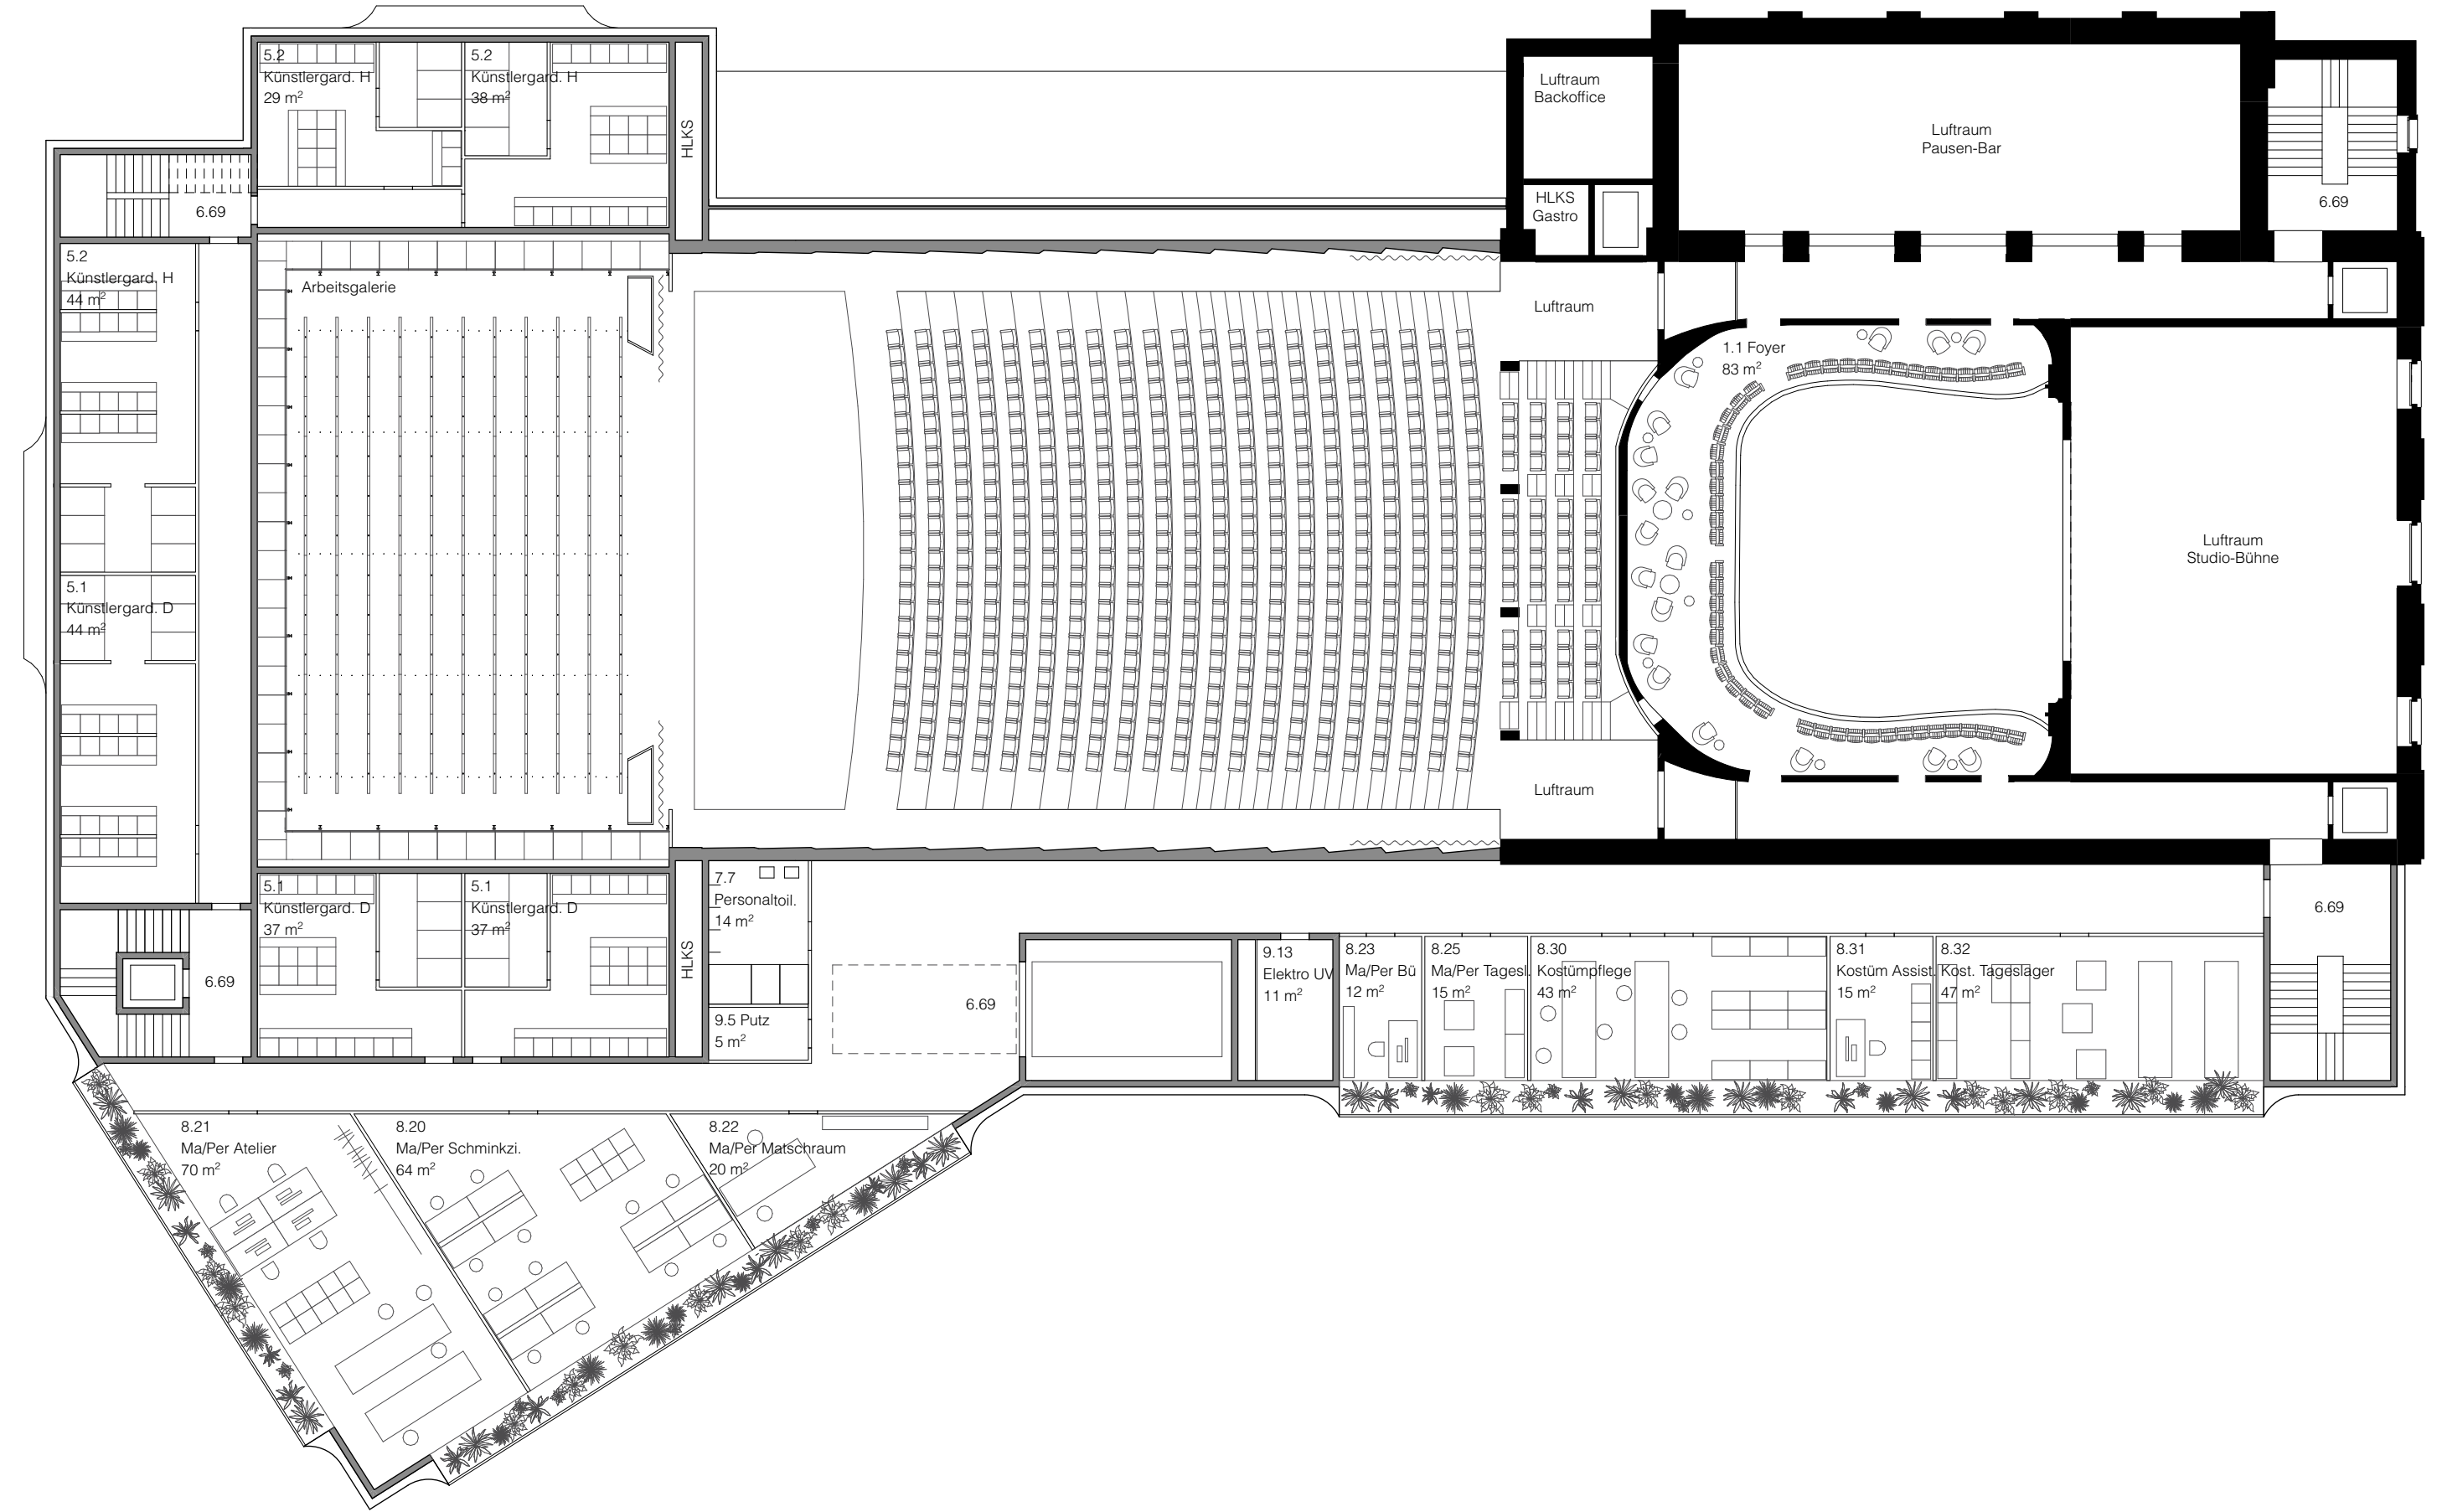 5.2
Künstlergard. H
29 m²
5.2
Künstlergard. H
38 m²
HLKS
Luftraum
Backoffice
Luftraum
Pausen-Bar
HLKS
Gastro
6.69
6.69
5.2
Künstlergard. H
44 m²
Arbeitsgalerie
Luftraum
1.1 Foyer
83 m²
Luftraum
Studio-Bühne
5.1
Künstlergard. D
44 m²
Luftraum
5.1
Künstlergard. D
37 m²
5.1
Künstlergard. D
37 m²
HLKS
7.7
Personaltoil.
14 m²
6.69
6.69
9.5 Putz
5 m²
6.69
9.13
Elektro UV
11 m²
8.23
Ma/Per Bü
12 m²
8.25
Ma/Per Tagesl.
15 m²
8.30
Kostümpflege
43 m²
8.31
Kostüm Assist.
15 m²
8.32
Kost. Tageslager
47 m²
8.21
Ma/Per Atelier
70 m²
8.20
Ma/Per Schminkzi.
64 m²
8.22
Ma/Per Matschraum
20 m²